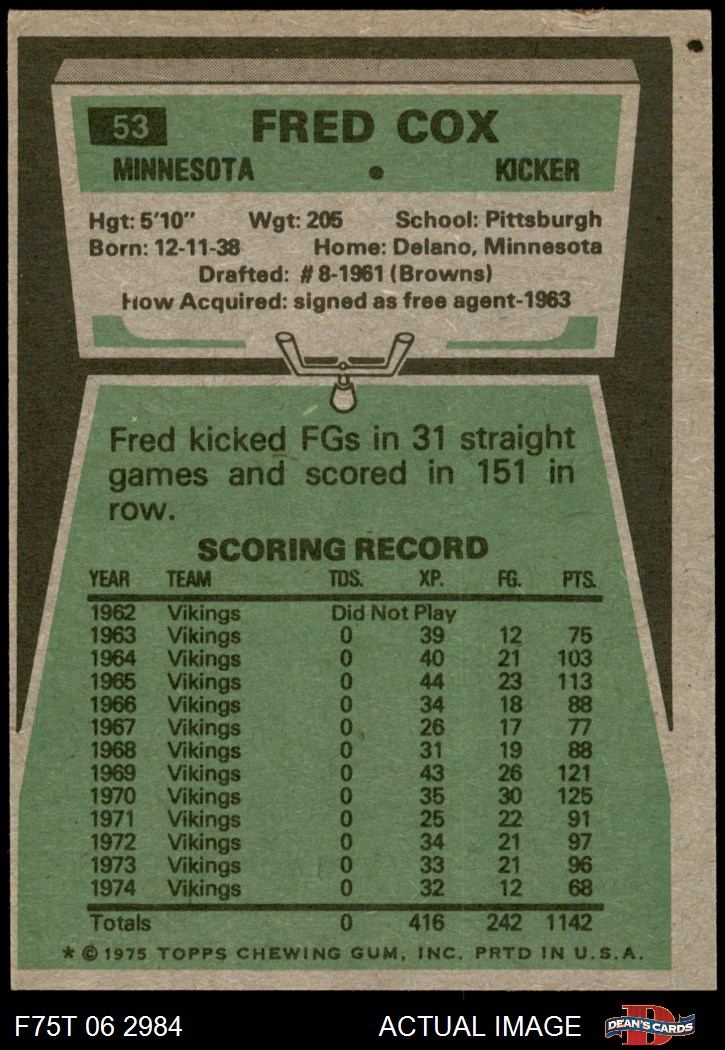 53 FRED COX
MINNESOTA • KICKER
Hgt: 5'10" Wgt: 205 School: Pittsburgh
Born: 12-11-38 Home: Delano, Minnesota
Drafted: #8-1961 (Browns)
How Acquired: signed as free agent-1963
Fred kicked FGs in 31 straight
games and scored in 151 in
row.
SCORING RECORD
YEAR TEAM TDS. XP. FG. PTS.
1962 Vikings Did Not Play
1963 Vikings 0 39 12 75
1964 Vikings 0 40 21 103
1965 Vikings 0 44 23 113
1966 Vikings 0 34 18 88
1967 Vikings 0 26 17 77
1968 Vikings 0 31 19 88
1969 Vikings 0 43 26 121
1970 Vikings 0 35 30 125
1971 Vikings 0 25 22 91
1972 Vikings 0 34 21 97
1973 Vikings 0 33 21 96
1974 Vikings 0 32 12 68
Totals 0 416 242 1142
* © 1975 TOPPS CHEWING GUM, INC. PRTD IN U.S.A.
F75T 06 2984 ACTUAL IMAGE DEAN'S CARDS